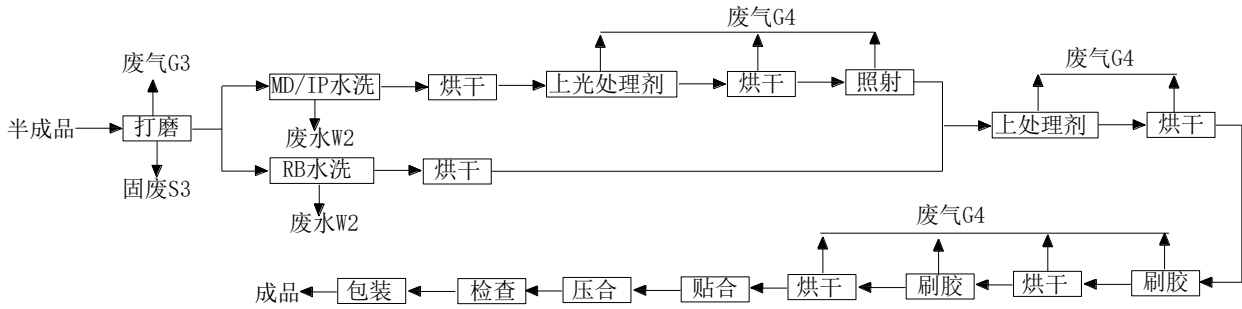 废气G4
废气G3
废气G4
MD/IP水洗
烘干
上光处理剂
烘干
照射
半成品
打磨
上处理剂
烘干
废水W2
RB水洗
烘干
固废S3
废水W2
废气G4
成品
包装
检查
压合
贴合
烘干
刷胶
烘干
刷胶